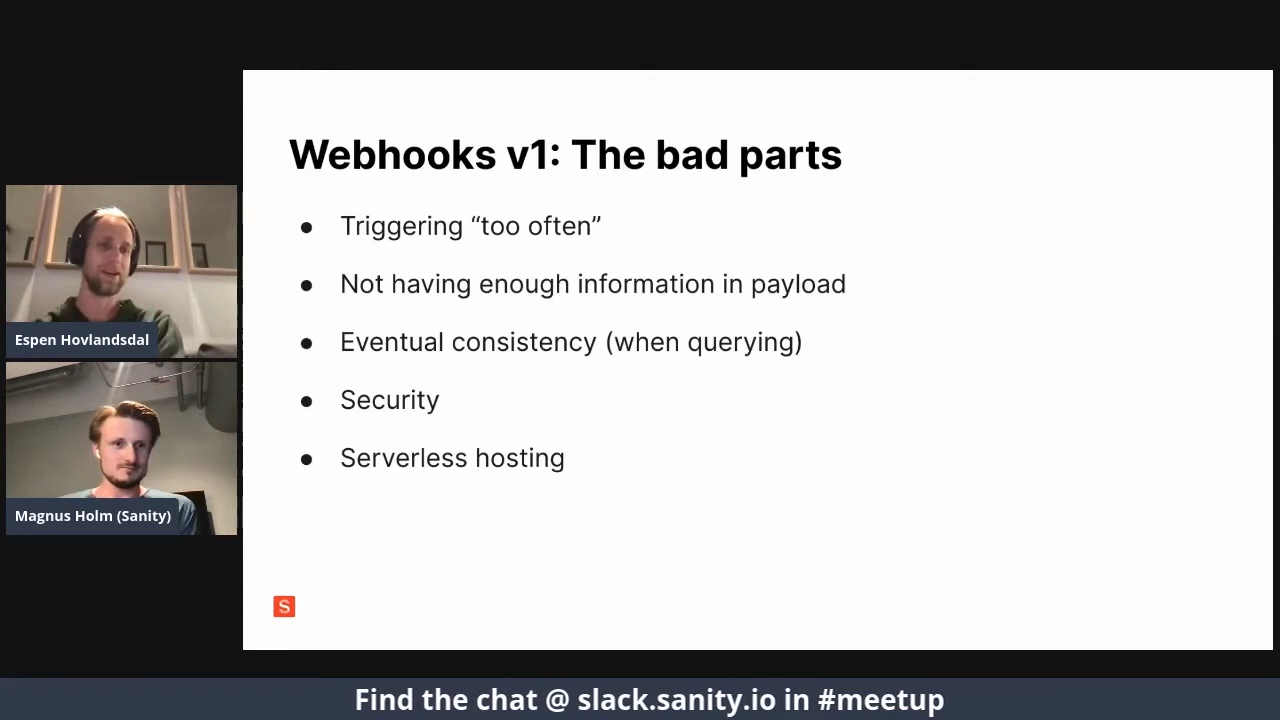 Webhooks v1: The bad parts
● Triggering “too often”
● Not having enough information in payload
● Eventual consistency (when querying)
● Security
● Serverless hosting
S
Espen Hovlandsdal
Magnus Holm (Sanity)
Find the chat @ slack.sanity.io in #meetup